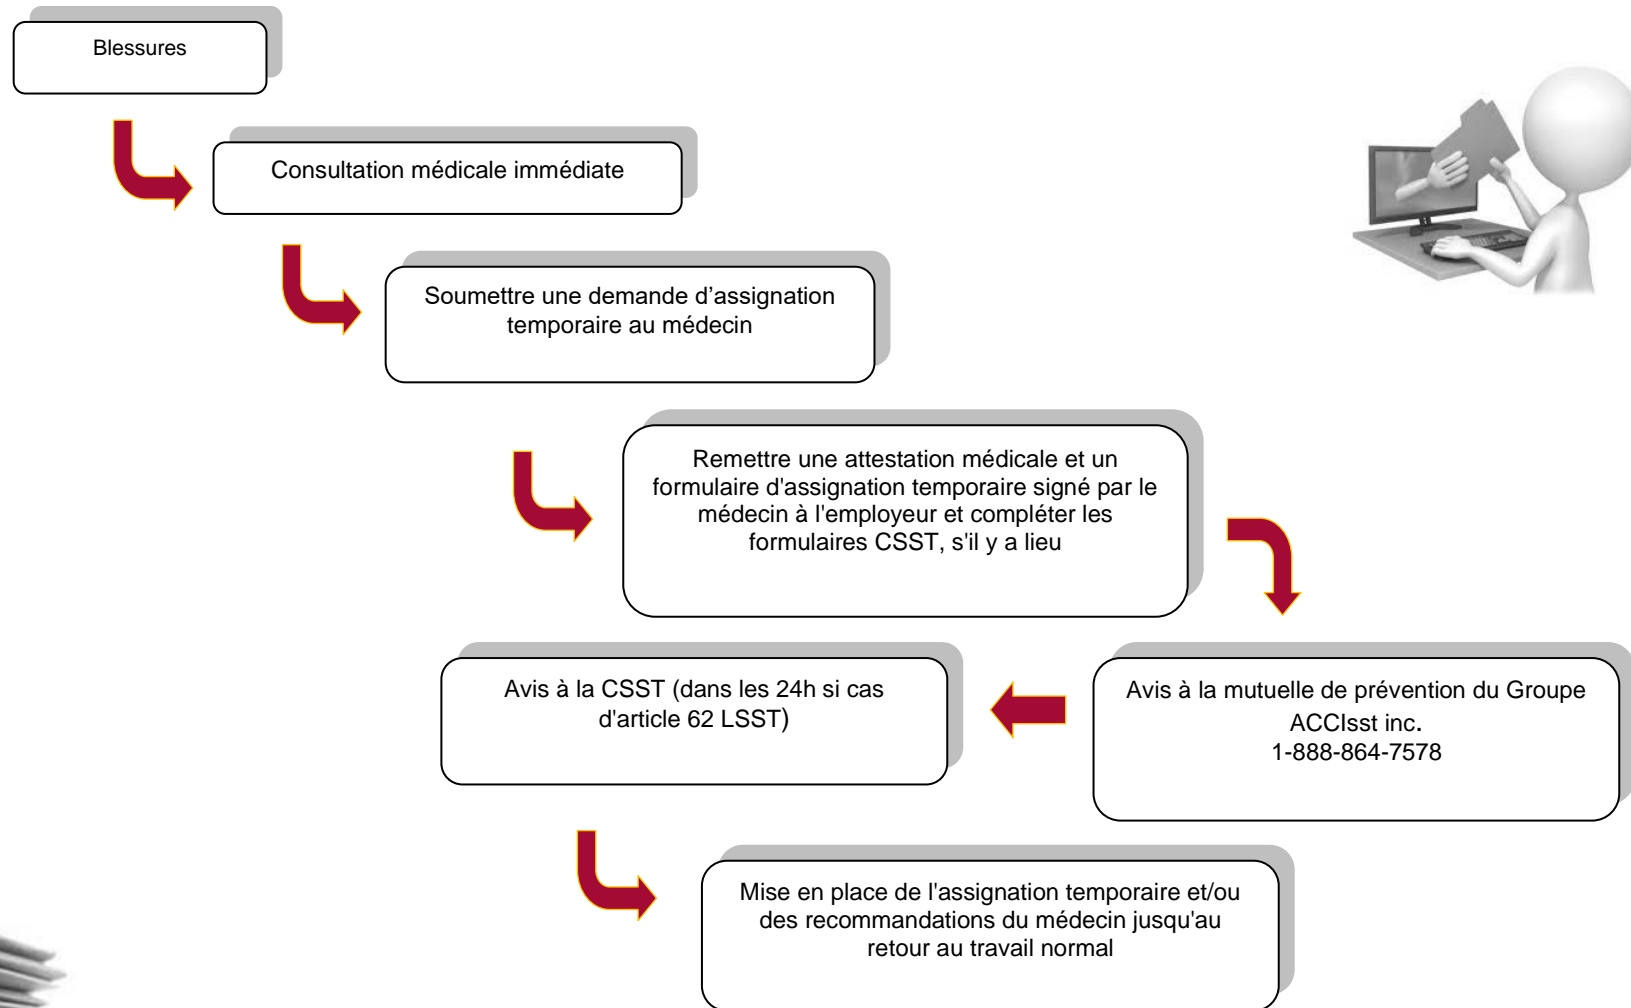 Blessures
Consultation médicale immédiate
Soumettre une demande d’assignation
temporaire au médecin
Remettre une attestation médicale et un
formulaire d'assignation temporaire signé par le
médecin à l'employeur et compléter les
formulaires CSST, s'il y a lieu
Avis à la mutuelle de prévention du Groupe
ACCIsst inc.
1-888-864-7578
Avis à la CSST (dans les 24h si cas
d'article 62 LSST)
Mise en place de l'assignation temporaire et/ou
des recommandations du médecin jusqu'au
retour au travail normal